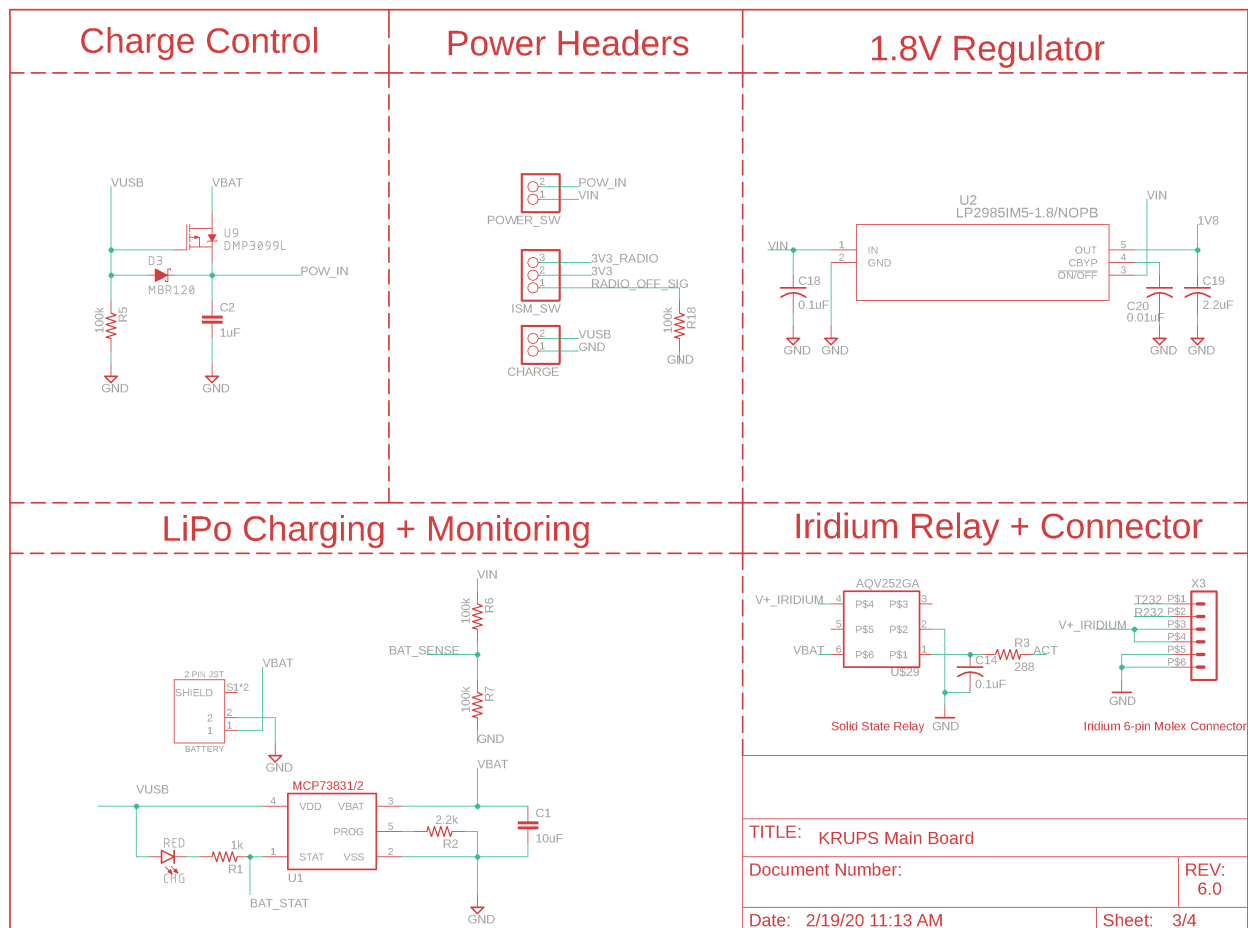 Charge Control
Power Headers
1.8V Regulator
VUSB
VBAT
U9
DMP3099L
D3
MBR120
POW_IN
100k
R5
C2
1uF
GND
GND
2
POW_IN
1
VIN
POWER_SW
3
3V3_RADIO
2
3V3
1
RADIO_OFF_SIG
ISM_SW
100k
R18
GND
2
VUSB
1
GND
CHARGE
U2
LP2985IM5-1.8/NOPB
VIN
1V8
VIN
1
IN
2
GND
OUT
5
CBYP
4
ON/OFF
3
C18
0.1uF
C20
0.01uF
C19
2.2uF
GND
GND
GND
GND
LiPo Charging + Monitoring
Iridium Relay + Connector
VIN
100k
R6
BAT_SENSE
100k
R7
GND
VBAT
2 PIN JST
SHIELD
S1*2
2
2
1
1
BATTERY
VBAT
GND
VUSB
MCP73831/2
4
VDD
VBAT
3
PROG
5
1
STAT
VSS
2
U1
RED
CHG
1k
R1
BAT_STAT
2.2k
R2
C1
10uF
GND
AQV252GA
V+_IRIDIUM
4
P$4
P$3
3
5
P$5
P$2
2
VBAT
6
P$6
P$1
1
U$29
C14
0.1uF
R3
288
ACT
Solid State Relay
GND
X3
T232
P$1
R232
P$2
V+_IRIDIUM
P$3
P$4
P$5
P$6
GND
Iridium 6-pin Molex Connector
TITLE:
KRUPS Main Board
Document Number:
REV:
6.0
Date: 2/19/20 11:13 AM
Sheet: 3/4